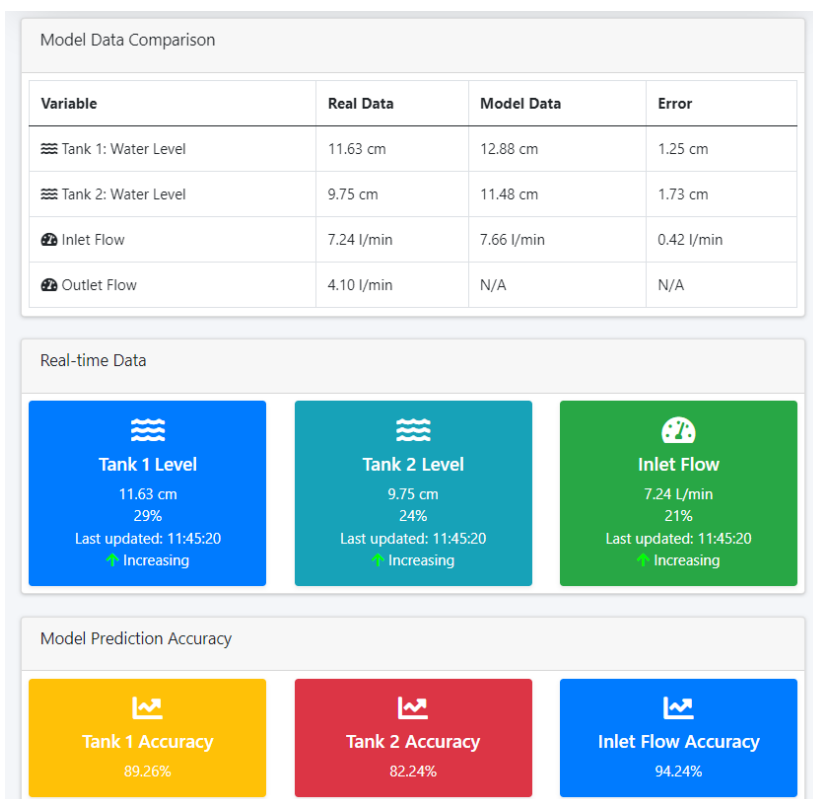 Model Data Comparison
Variable Real Data Model Data Error
Tank 1: Water Level 11.63 cm 12.88 cm 1.25 cm
Tank 2: Water Level 9.75 cm 11.48 cm 1.73 cm
Inlet Flow 7.24 l/min 7.66 l/min 0.42 l/min
Outlet Flow 4.10 l/min N/A N/A
Real-time Data
Tank 1 Level
11.63 cm
29%
Last updated: 11:45:20
Increasing
Tank 2 Level
9.75 cm
24%
Last updated: 11:45:20
Increasing
Inlet Flow
7.24 L/min
21%
Last updated: 11:45:20
Increasing
Model Prediction Accuracy
Tank 1 Accuracy
89.26%
Tank 2 Accuracy
82.24%
Inlet Flow Accuracy
94.24%